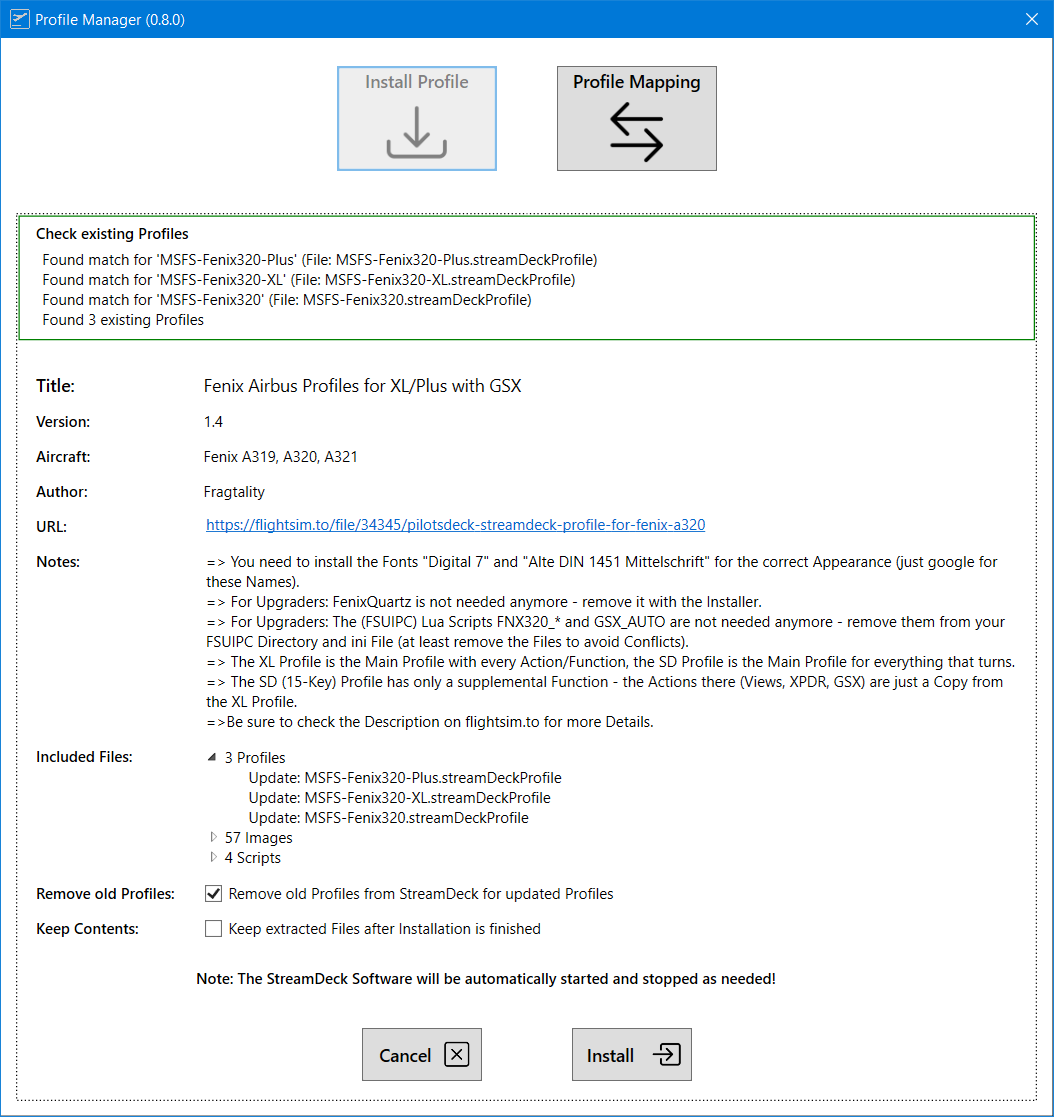 Profile Manager (0.8.0)
Install Profile
Profile Mapping
Check existing Profiles
Found match for 'MSFS-Fenix320-Plus' (File: MSFS-Fenix320-Plus.streamDeckProfile)
Found match for 'MSFS-Fenix320-XL' (File: MSFS-Fenix320-XL.streamDeckProfile)
Found match for 'MSFS-Fenix320' (File: MSFS-Fenix320.streamDeckProfile)
Found 3 existing Profiles
Title: Fenix Airbus Profiles for XL/Plus with GSX
Version: 1.4
Aircraft: Fenix A319, A320, A321
Author: Fragtality
URL: https://flightsim.to/file/34345/pilotsdeck-streamdeck-profile-for-fenix-a320
Notes: => You need to install the Fonts "Digital 7" and "Alte DIN 1451 Mittelschrift" for the correct Appearance (just google for
these Names).
=> For Upgraders: FenixQuartz is not needed anymore - remove it with the Installer.
=> For Upgraders: The (FSUIPC) Lua Scripts FNX320_* and GSX_AUTO are not needed anymore - remove them from your
FSUIPC Directory and ini File (at least remove the Files to avoid Conflicts).
=> The XL Profile is the Main Profile with every Action/Function, the SD Profile is the Main Profile for everything that turns.
=> The SD (15-Key) Profile has only a supplemental Function - the Actions there (Views, XPDR, GSX) are just a Copy from
the XL Profile.
=>Be sure to check the Description on flightsim.to for more Details.
Included Files: 3 Profiles
Update: MSFS-Fenix320-Plus.streamDeckProfile
Update: MSFS-Fenix320-XL.streamDeckProfile
Update: MSFS-Fenix320.streamDeckProfile
57 Images
4 Scripts
Remove old Profiles: Remove old Profiles from StreamDeck for updated Profiles
Keep Contents: Keep extracted Files after Installation is finished
Note: The StreamDeck Software will be automatically started and stopped as needed!
Cancel
Install